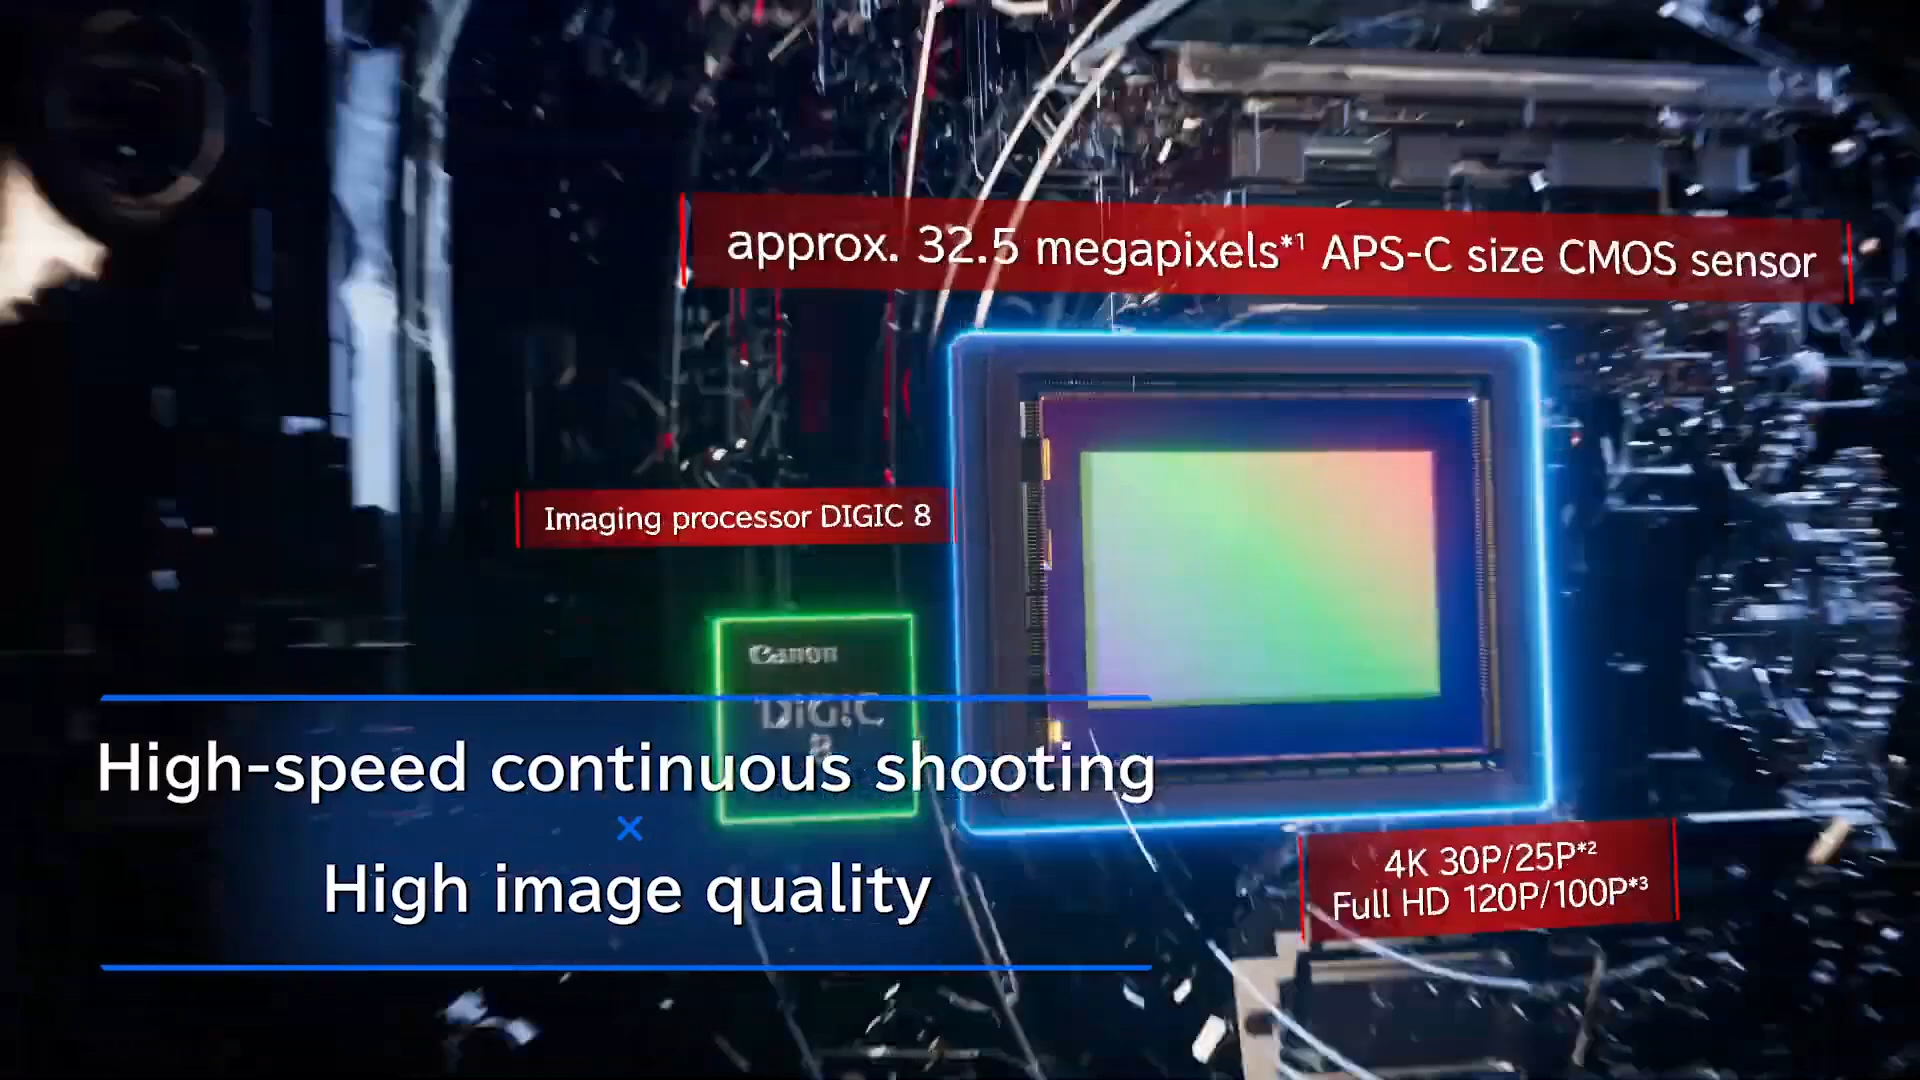 approx. 32.5 megapixels*1 APS-C size CMOS sensor
Imaging processor DIGIC 8
Canon
DIGIC
8
High-speed continuous shooting
×
High image quality
4K 30P/25P*2
Full HD 120P/100P*3